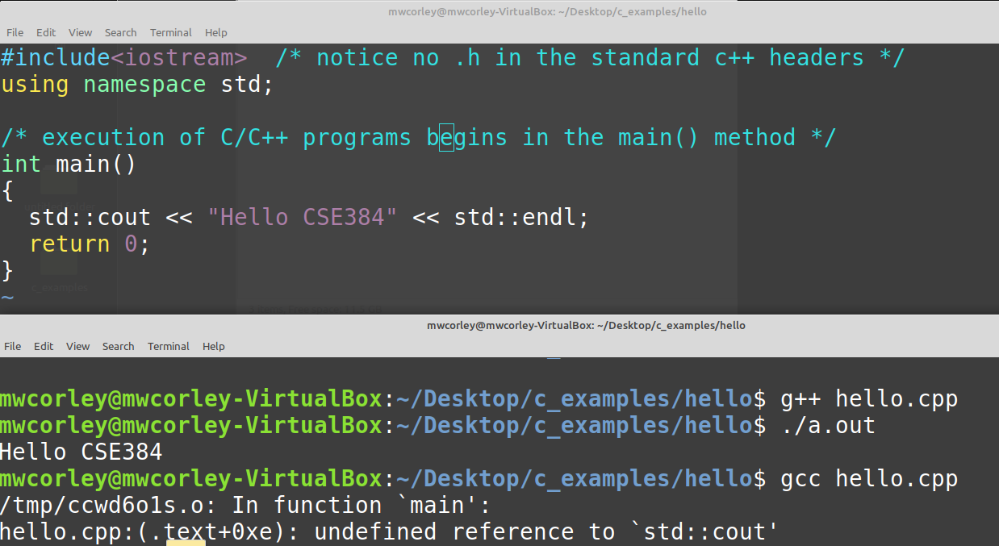 mwcorley@mwcorley-VirtualBox: ~/Desktop/c_examples/hello
File Edit View Search Terminal Help
#include<iostream>  /* notice no .h in the standard c++ headers */
using namespace std;
/* execution of C/C++ programs begins in the main() method */
int main()
{
  std::cout << "Hello CSE384" << std::endl;
  return 0;
}
c_examples
~
mwcorley@mwcorley-VirtualBox: ~/Desktop/c_examples/hello
File Edit View Search Terminal Help
mwcorley@mwcorley-VirtualBox:~/Desktop/c_examples/hello$ g++ hello.cpp
mwcorley@mwcorley-VirtualBox:~/Desktop/c_examples/hello$ ./a.out
Hello CSE384
mwcorley@mwcorley-VirtualBox:~/Desktop/c_examples/hello$ gcc hello.cpp
/tmp/ccwd6o1s.o: In function `main':
hello.cpp:(.text+0xe): undefined reference to `std::cout'